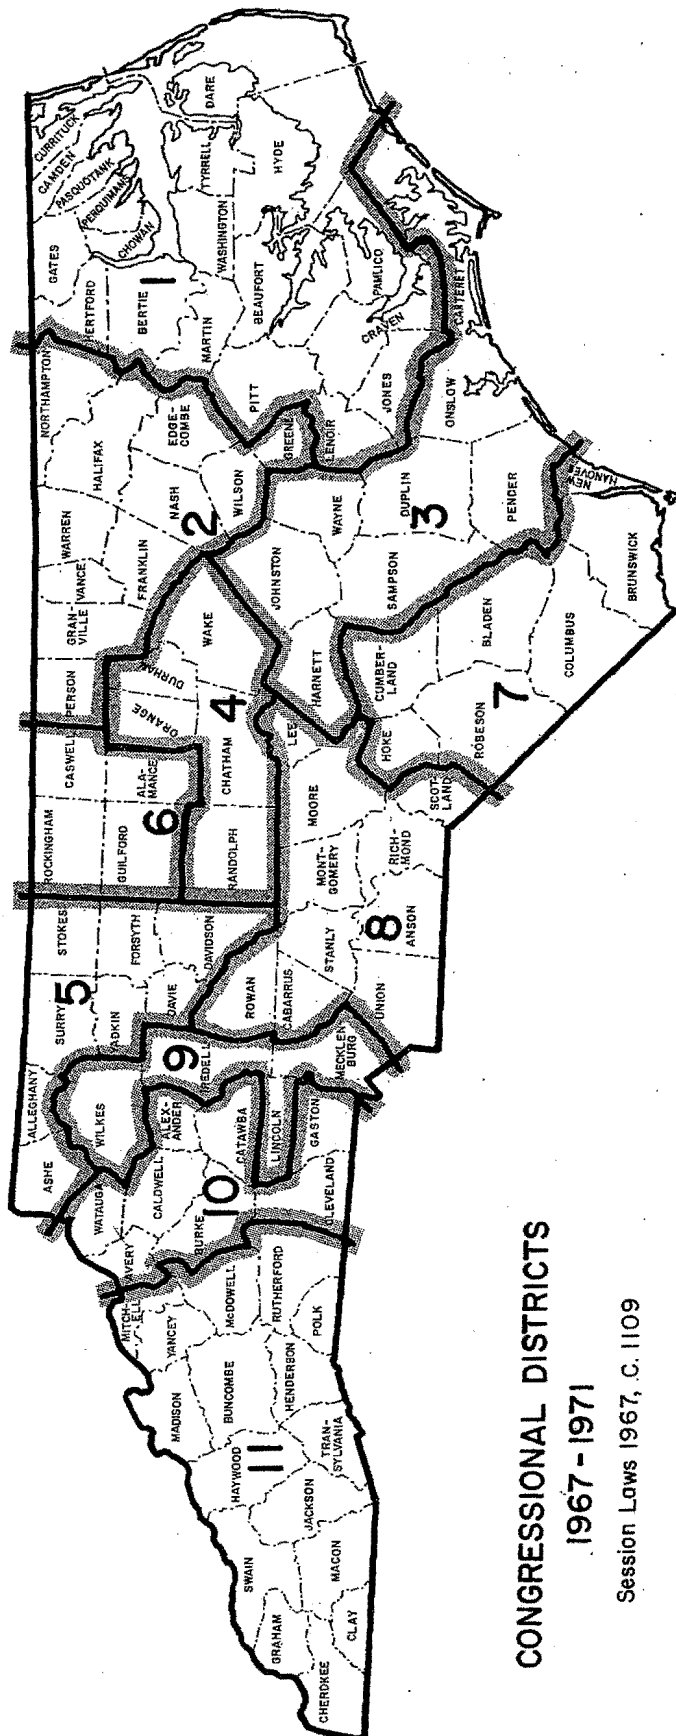 CONGRESSIONAL DISTRICTS
1967-1971
Session Laws 1967, C. 1109
CHEROKEE
GRAHAM
CLAY
SWAIN
MACON
JACKSON
HAYWOOD
11
TRAN-
SYLVANIA
MADISON
BUNCOMBE
HENDERSON
YANCEY
MITCH-
ELL
McDOWELL
RUTHERFORD
POLK
AVERY
WATAUGA
ASHE
CALDWELL
BURKE
10
CLEVELAND
CATAWBA
LINCOLN
GASTON
ALEX-
ANDER
WILKES
ALLEGHANY
SURRY
5
YADKIN
9
IREDELL
MECKLEN
BURG
DAVIE
STOKES
FORSYTH
DAVIDSON
ROWAN
CABARRUS
STANLY
UNION
8
ANSON
ROCKINGHAM
GUILFORD
6
RANDOLPH
MONT-
GOMERY
RICH-
MOND
MOORE
CASWELL
ALA-
MANCE
CHATHAM
4
LEE
SCOT-
LAND
HOKE
PERSON
ORANGE
DURHAM
WAKE
HARNETT
CUMBER-
LAND
ROBESON
7
BLADEN
COLUMBUS
BRUNSWICK
GRAN-
VILLE
VANCE
WARREN
FRANKLIN
2
NASH
WILSON
JOHNSTON
WAYNE
SAMPSON
3
DUPLIN
PENDER
NEW
HANOVER
NORTHAMPTON
HALIFAX
EDGE-
COMBE
PITT
GREENE
LENOIR
JONES
ONSLOW
HERTFORD
BERTIE
1
MARTIN
BEAUFORT
CRAVEN
PAMLICO
CARTERET
GATES
CHOWAN
PERQUIMANS
PASQUOTANK
CAMDEN
CURRITUCK
WASHINGTON
TYRRELL
DARE
HYDE